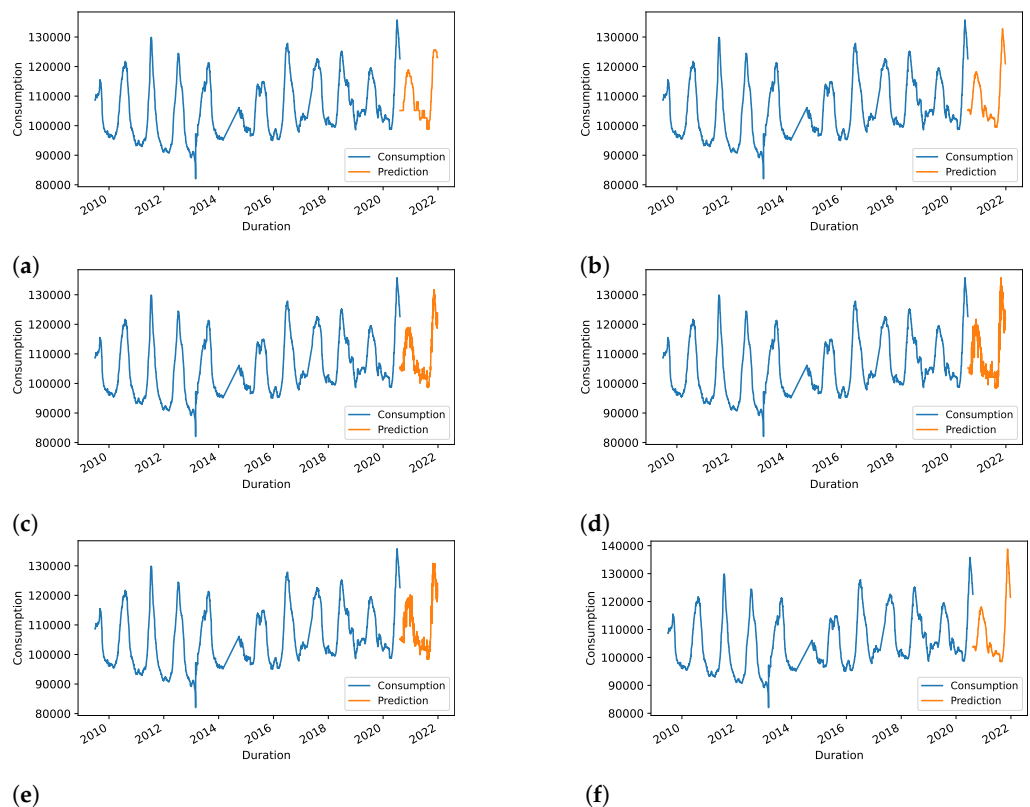 130000
120000
110000
100000
90000
80000
Consumption
Consumption
Prediction
2010
2012
2014
2016
2018
2020
2022
Duration
(a)
130000
120000
110000
100000
90000
80000
Consumption
Consumption
Prediction
2010
2012
2014
2016
2018
2020
2022
Duration
(b)
130000
120000
110000
100000
90000
80000
Consumption
Consumption
Prediction
2010
2012
2014
2016
2018
2020
2022
Duration
(c)
130000
120000
110000
100000
90000
80000
Consumption
Consumption
Prediction
2010
2012
2014
2016
2018
2020
2022
Duration
(d)
130000
120000
110000
100000
90000
80000
Consumption
Consumption
Prediction
2010
2012
2014
2016
2018
2020
2022
Duration
(e)
140000
130000
120000
110000
100000
90000
80000
Consumption
Consumption
Prediction
2010
2012
2014
2016
2018
2020
2022
Duration
(f)